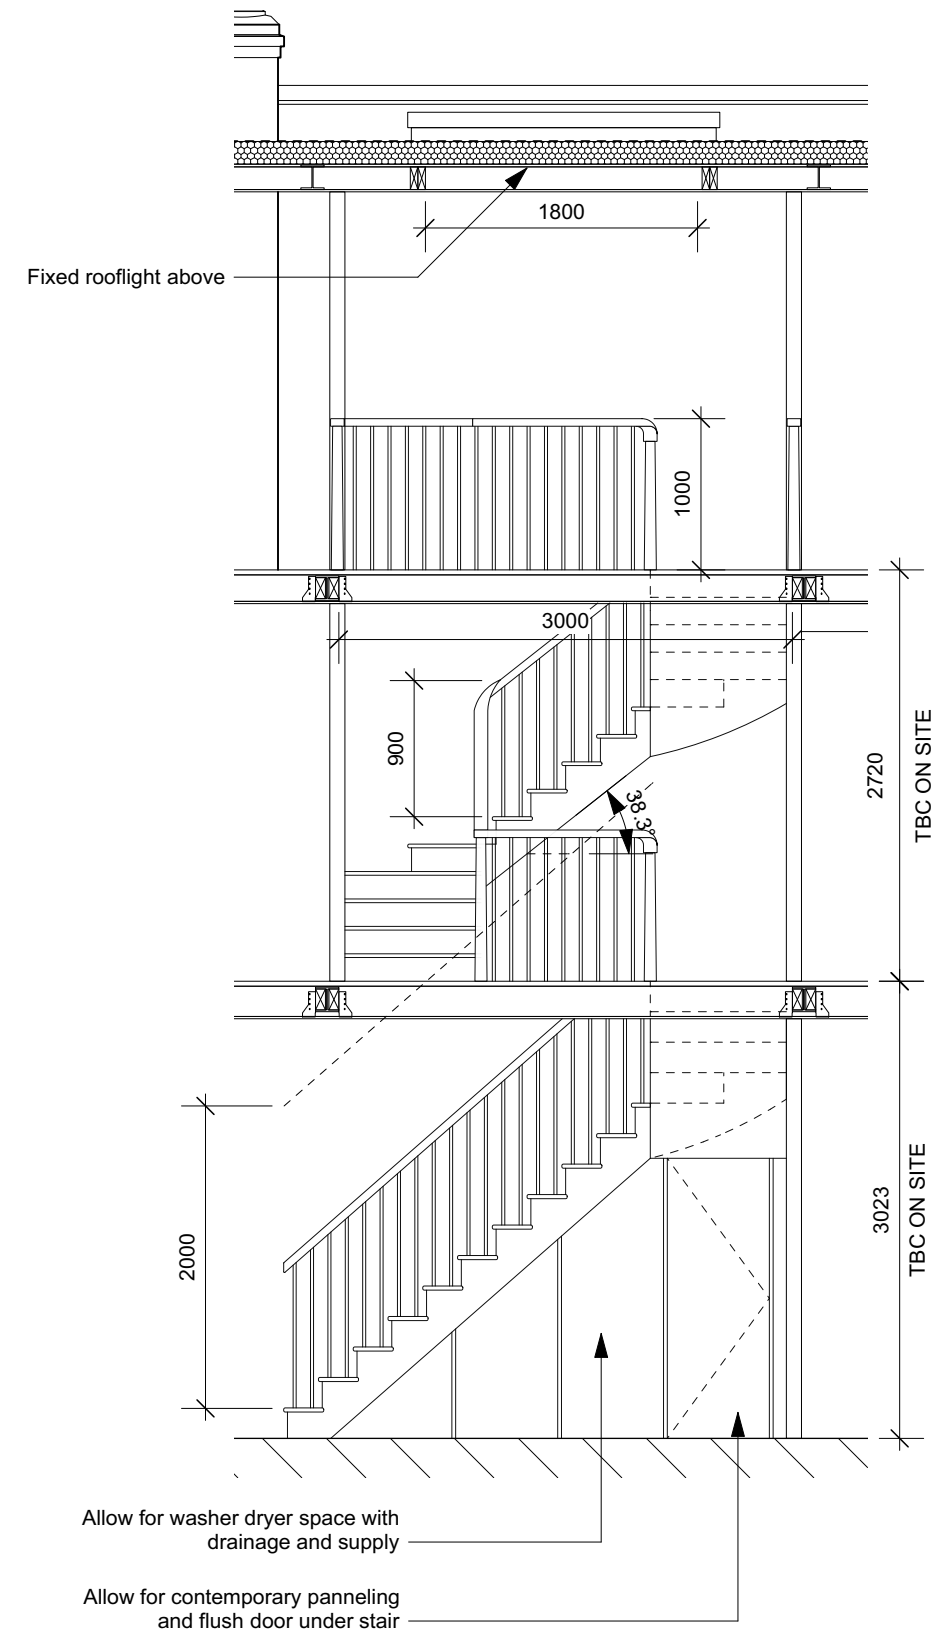 1800
Fixed rooflight above
1000
3000
900
38.3°
2720
TBC ON SITE
2000
3023
TBC ON SITE
Allow for washer dryer space with
drainage and supply
Allow for contemporary panneling
and flush door under stair